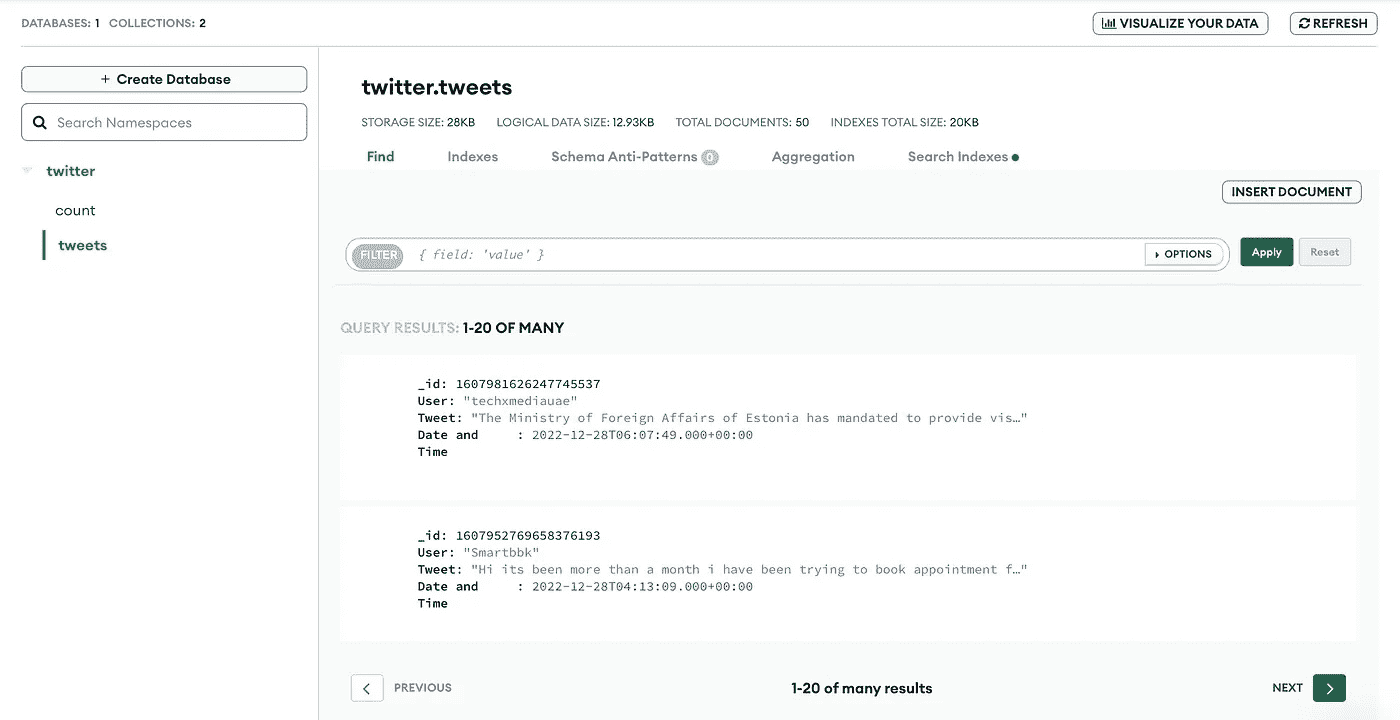 DATABASES: 1 COLLECTIONS: 2
VISUALIZE YOUR DATA
REFRESH
+ Create Database
Search Namespaces
twitter
count
tweets
twitter.tweets
STORAGE SIZE: 28KB LOGICAL DATA SIZE: 12.93KB TOTAL DOCUMENTS: 50 INDEXES TOTAL SIZE: 20KB
Find Indexes Schema Anti-Patterns 0 Aggregation Search Indexes
INSERT DOCUMENT
FILTER { field: 'value' } OPTIONS Apply Reset
QUERY RESULTS: 1-20 OF MANY
_id: 1607981626247745537
User: "techxmediauae"
Tweet: "The Ministry of Foreign Affairs of Estonia has mandated to provide vis…"
Date and : 2022-12-28T06:07:49.000+00:00
Time
_id: 1607952769658376193
User: "Smartbbk"
Tweet: "Hi its been more than a month i have been trying to book appointment f…"
Date and : 2022-12-28T04:13:09.000+00:00
Time
PREVIOUS 1-20 of many results NEXT